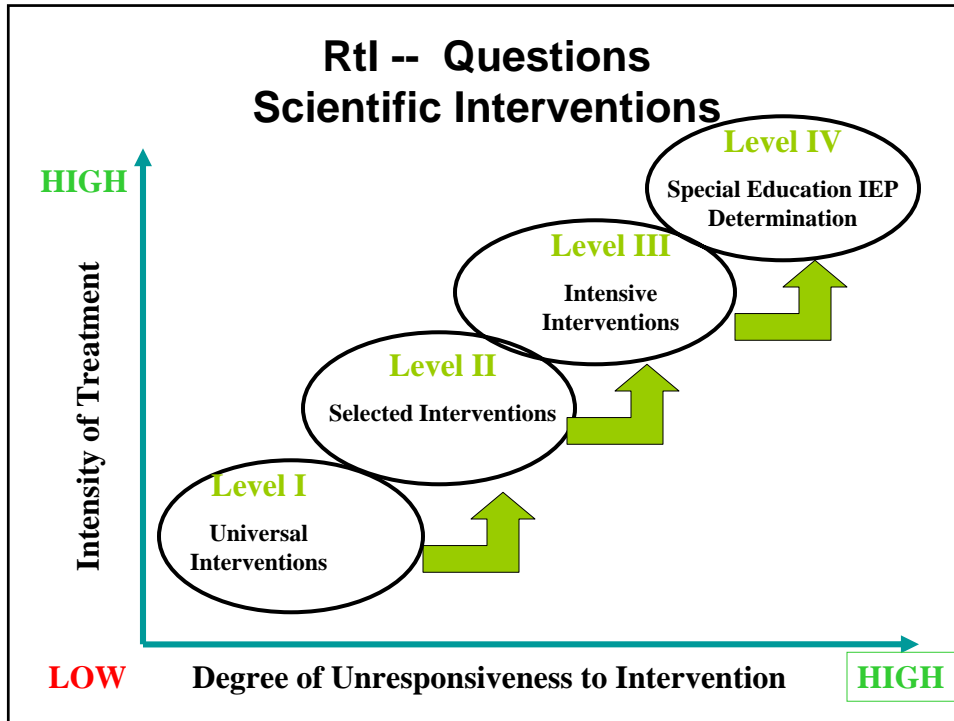 RtI -- Questions
Scientific Interventions
Level IV
HIGH
Special Education IEP
Determination
Level III
Intensive
Interventions
Intensity of Treatment
Level II
Selected Interventions
Level I
Universal
Interventions
LOW
Degree of Unresponsiveness to Intervention
HIGH